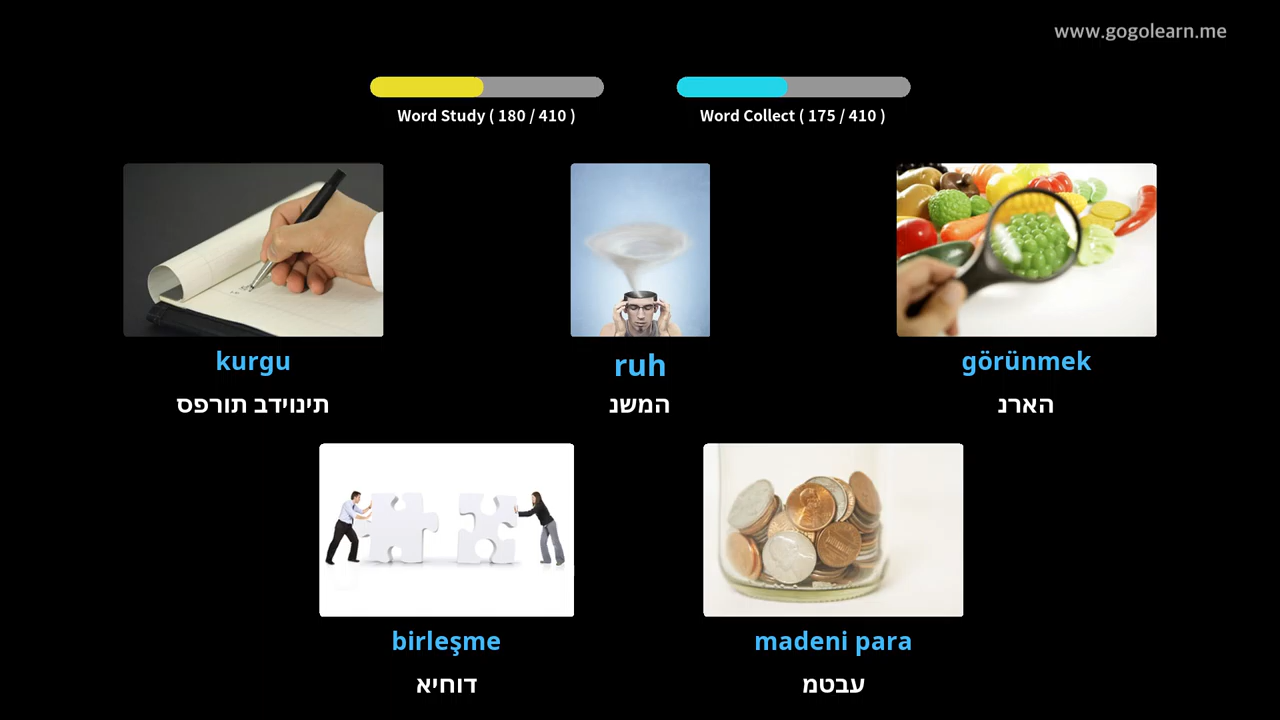 www.gogolearn.me
Word Study ( 180 / 410 )
Word Collect ( 175 / 410 )
kurgu
ruh
görünmek
תינוידב תורפס
המשנ
הארנ
birleşme
madeni para
דוחיא
עבטמ